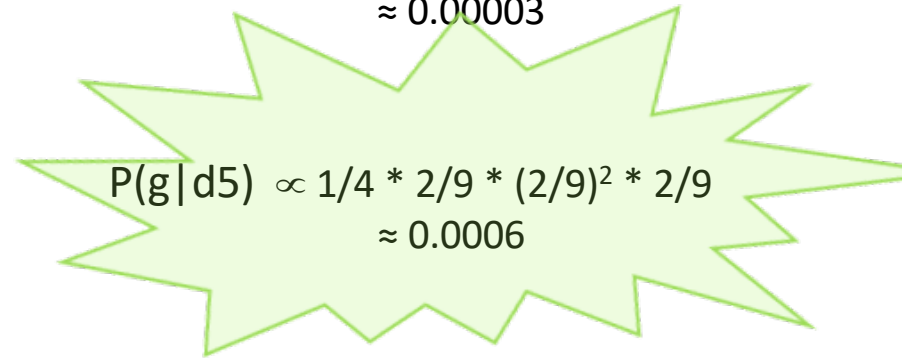 ≈ 0.00003
P(g|d5) ∝ 1/4 * 2/9 * (2/9)² * 2/9
≈ 0.0006